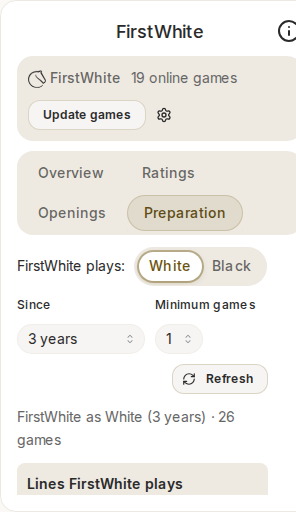 FirstWhite
FirstWhite 19 online games
Update games
Overview Ratings
Openings Preparation
FirstWhite plays: White Black
Since Minimum games
3 years 1
Refresh
FirstWhite as White (3 years) · 26
games
Lines FirstWhite plays